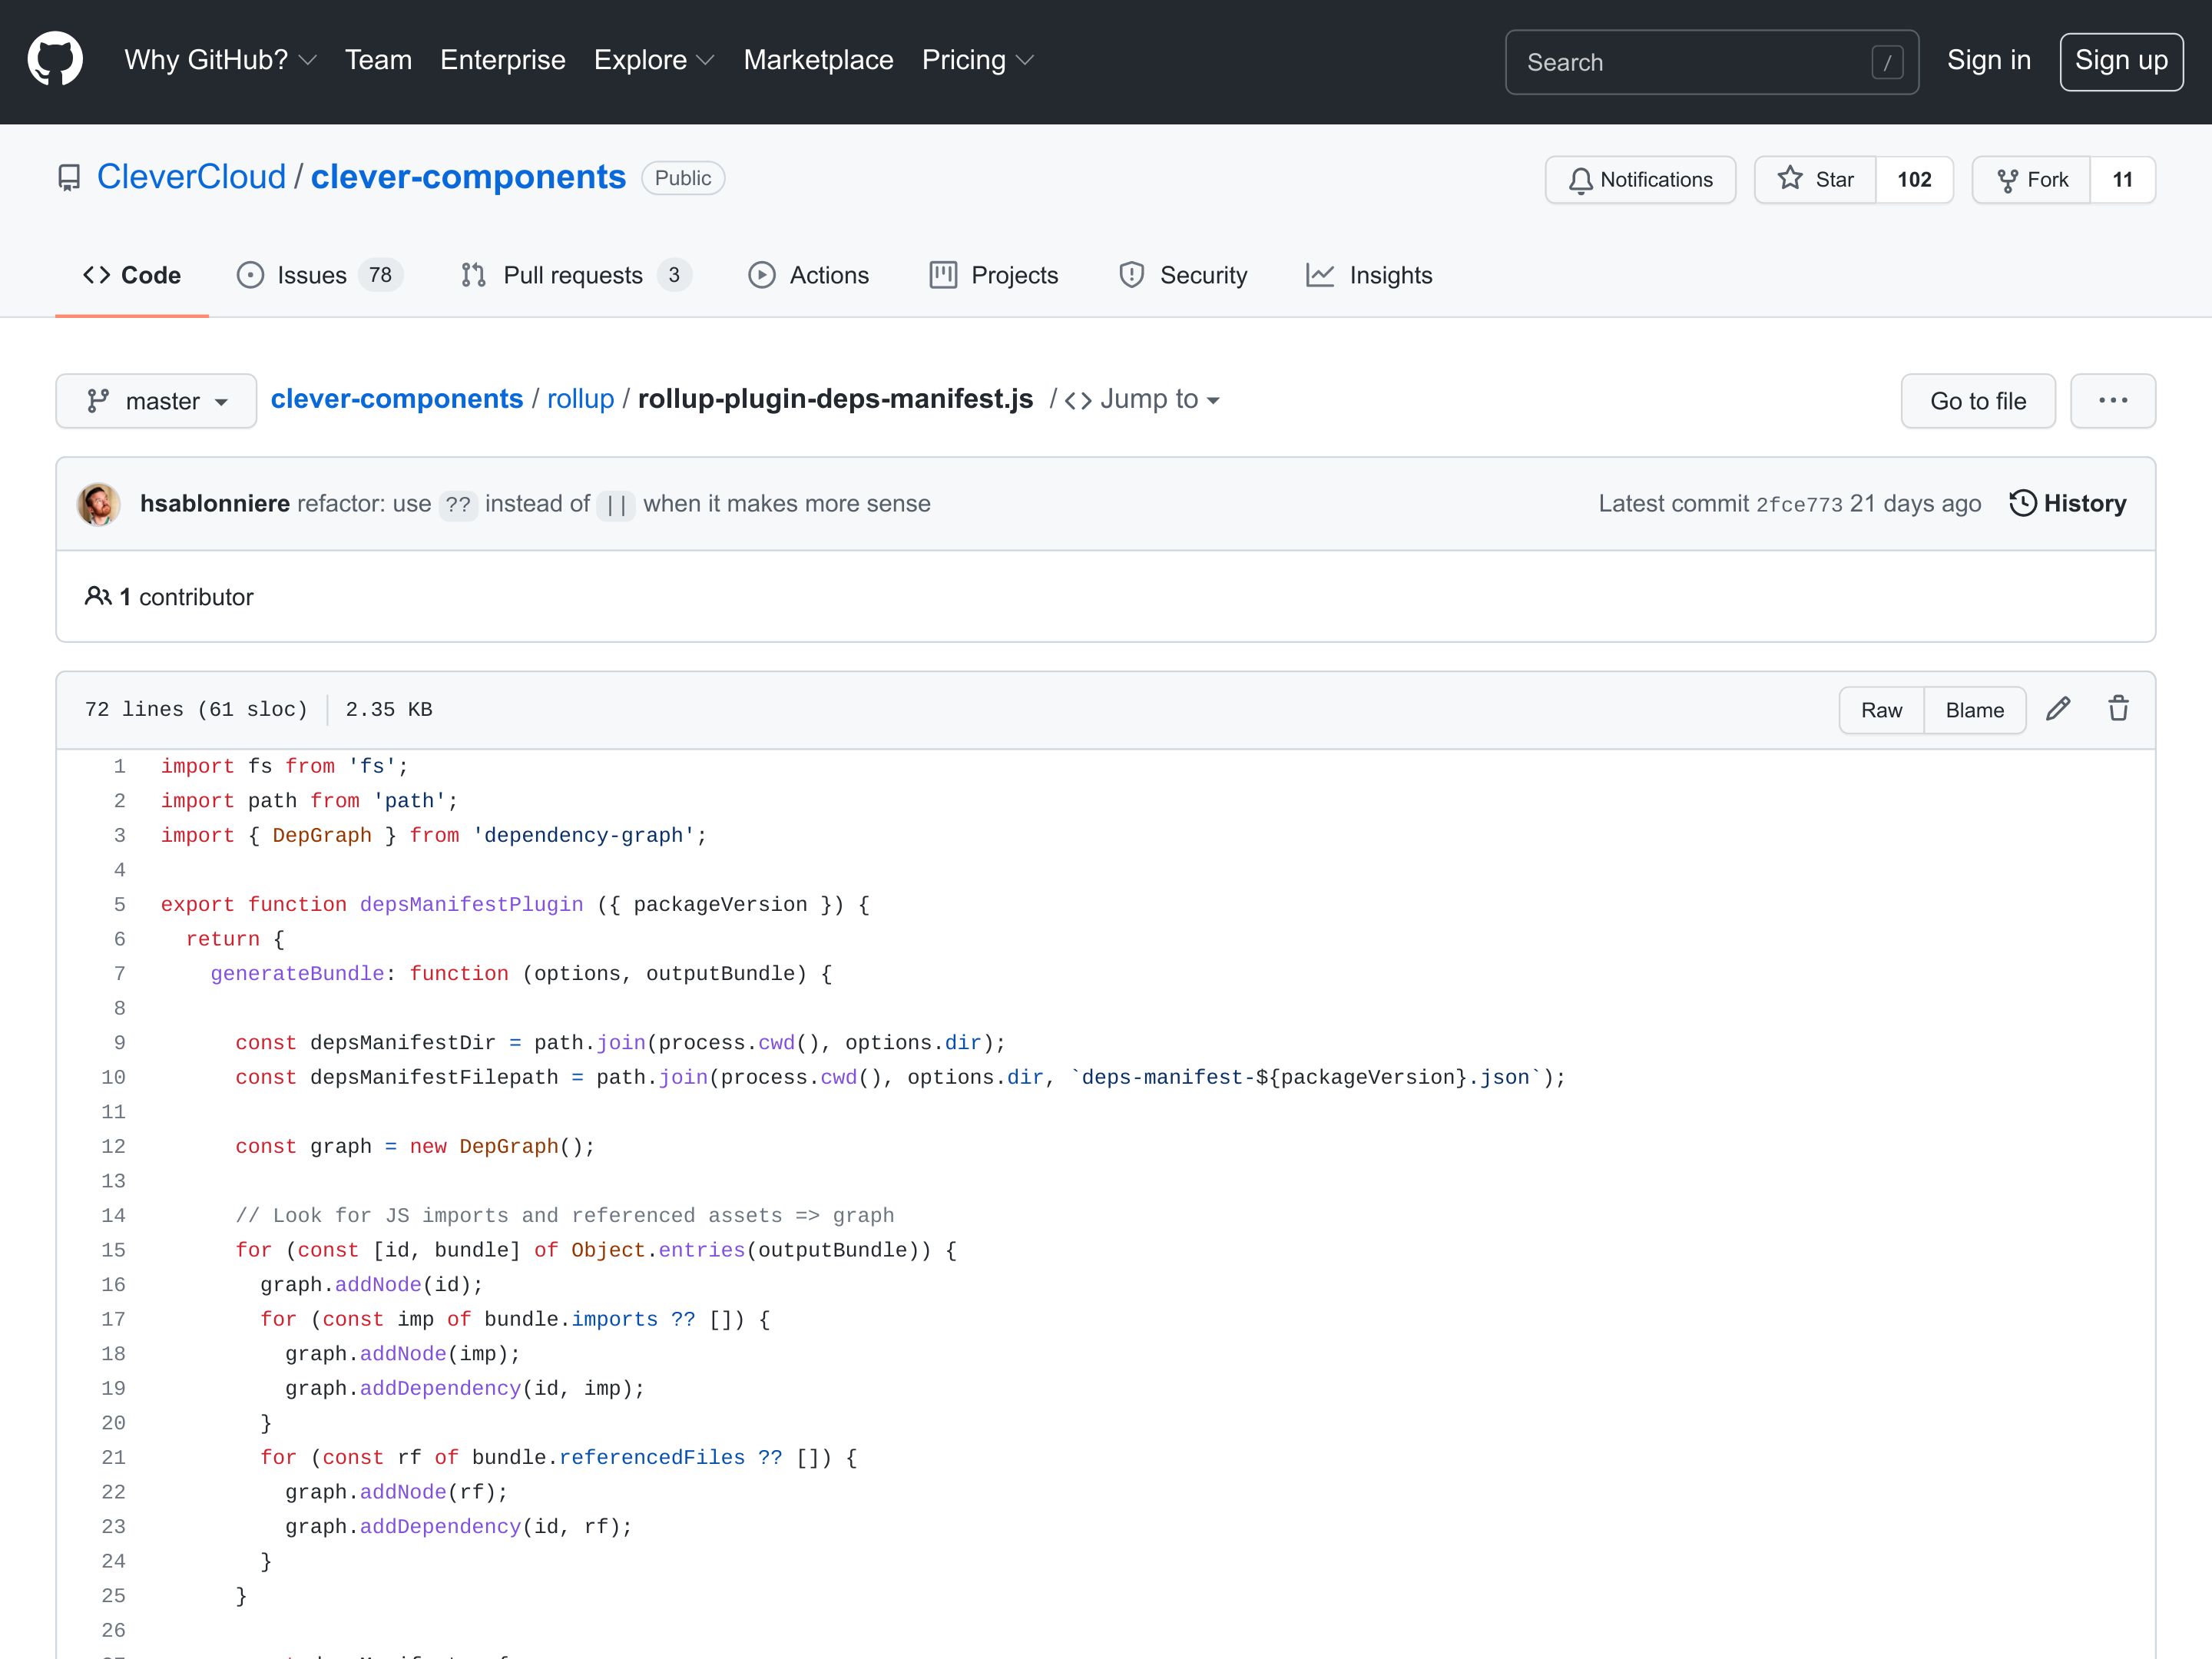 Why GitHub? Team Enterprise Explore Marketplace Pricing Search / Sign in Sign up
CleverCloud / clever-components Public Notifications Star 102 Fork 11
Code Issues 78 Pull requests 3 Actions Projects Security Insights
master clever-components / rollup / rollup-plugin-deps-manifest.js / <> Jump to Go to file ...
hsablonniere refactor: use ?? instead of || when it makes more sense Latest commit 2fce773 21 days ago History
1 contributor
72 lines (61 sloc) 2.35 KB Raw Blame
1 import fs from 'fs';
2 import path from 'path';
3 import { DepGraph } from 'dependency-graph';
4
5 export function depsManifestPlugin ({ packageVersion }) {
6 return {
7 generateBundle: function (options, outputBundle) {
8
9 const depsManifestDir = path.join(process.cwd(), options.dir);
10 const depsManifestFilepath = path.join(process.cwd(), options.dir, `deps-manifest-${packageVersion}.json`);
11
12 const graph = new DepGraph();
13
14 // Look for JS imports and referenced assets => graph
15 for (const [id, bundle] of Object.entries(outputBundle)) {
16 graph.addNode(id);
17 for (const imp of bundle.imports ?? []) {
18 graph.addNode(imp);
19 graph.addDependency(id, imp);
20 }
21 for (const rf of bundle.referencedFiles ?? []) {
22 graph.addNode(rf);
23 graph.addDependency(id, rf);
24 }
25 }
26